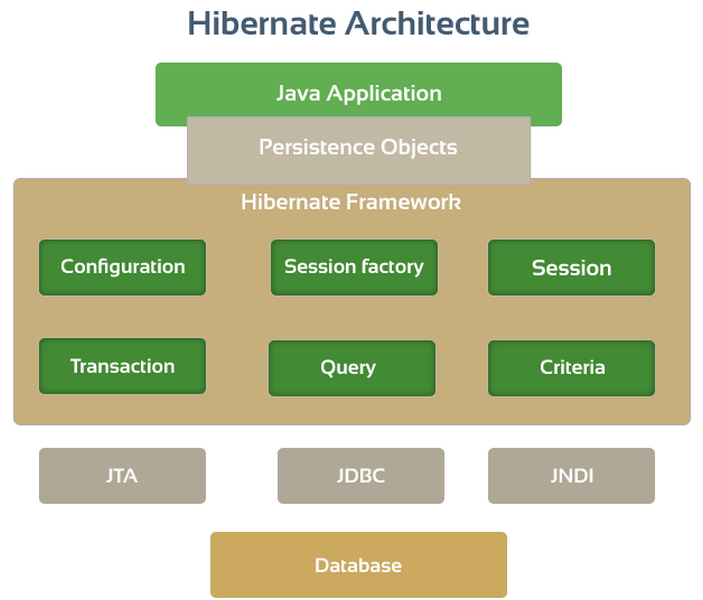 Hibernate Architecture
Java Application
Persistence Objects
Hibernate Framework
Configuration
Session factory
Session
Transaction
Query
Criteria
JTA
JDBC
JNDI
Database